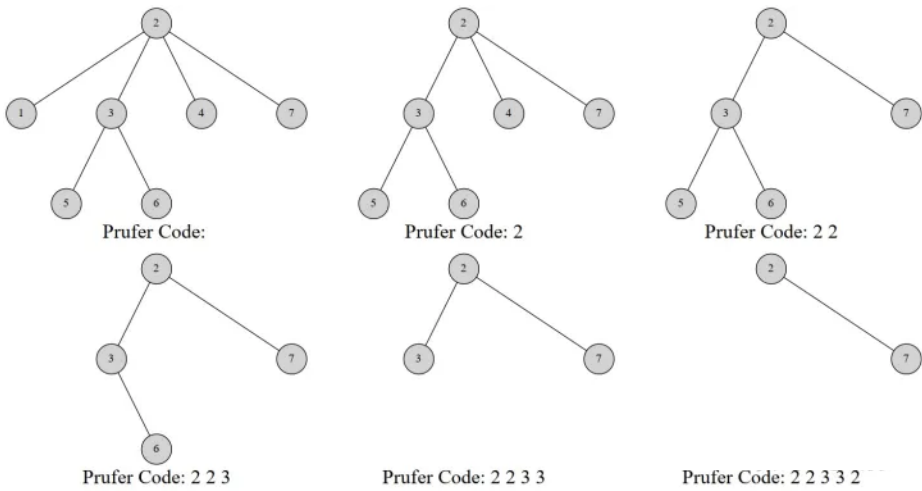 2
1 3 4 7
5 6
Prufer Code:
2
3 4 7
5 6
Prufer Code: 2
2
3 7
5 6
Prufer Code: 2 2
2
3 7
6
Prufer Code: 2 2 3
2
3 7
Prufer Code: 2 2 3 3
2
7
Prufer Code: 2 2 3 3 2